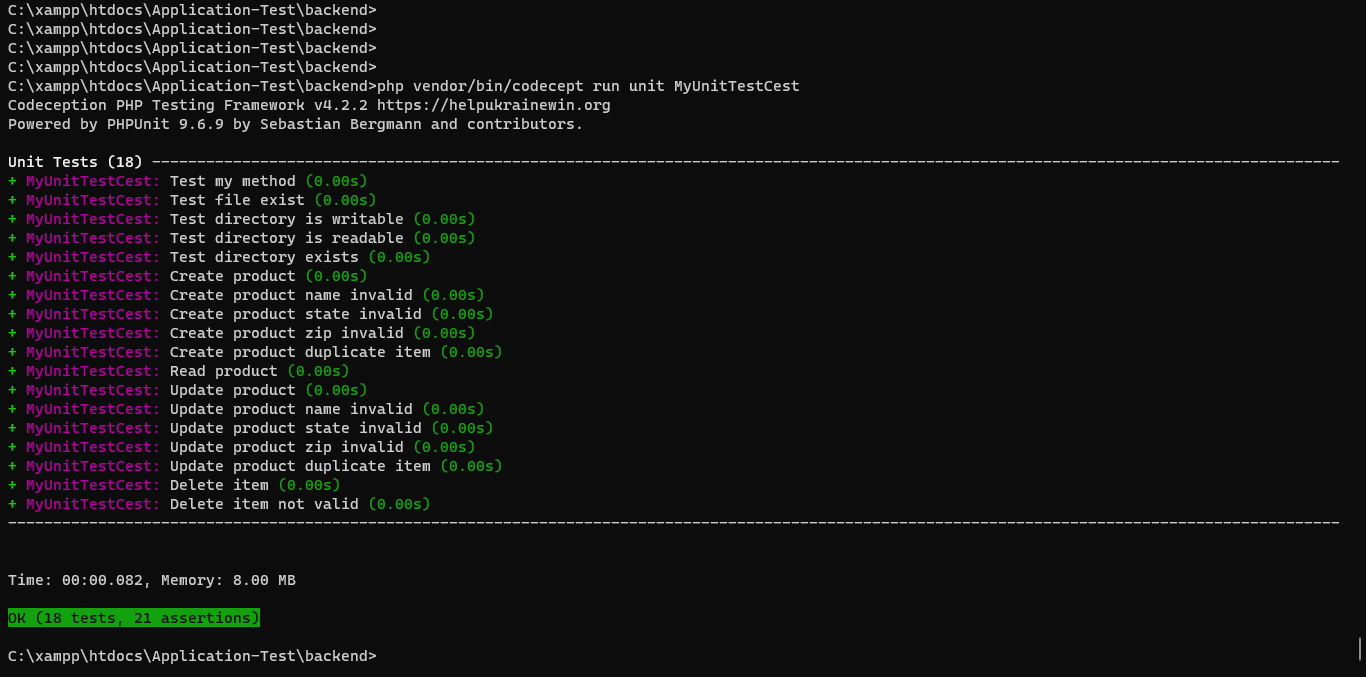 C:\xampp\htdocs\Application-Test\backend>
C:\xampp\htdocs\Application-Test\backend>
C:\xampp\htdocs\Application-Test\backend>
C:\xampp\htdocs\Application-Test\backend>
C:\xampp\htdocs\Application-Test\backend>php vendor/bin/codecept run unit MyUnitTestCest
Codeception PHP Testing Framework v4.2.2 https://helpukrainewin.org
Powered by PHPUnit 9.6.9 by Sebastian Bergmann and contributors.
Unit Tests (18) ------------------------------------------------------------------------------------------------------------------------------------
+ MyUnitTestCest: Test my method (0.00s)
+ MyUnitTestCest: Test file exist (0.00s)
+ MyUnitTestCest: Test directory is writable (0.00s)
+ MyUnitTestCest: Test directory is readable (0.00s)
+ MyUnitTestCest: Test directory exists (0.00s)
+ MyUnitTestCest: Create product (0.00s)
+ MyUnitTestCest: Create product name invalid (0.00s)
+ MyUnitTestCest: Create product state invalid (0.00s)
+ MyUnitTestCest: Create product zip invalid (0.00s)
+ MyUnitTestCest: Create product duplicate item (0.00s)
+ MyUnitTestCest: Read product (0.00s)
+ MyUnitTestCest: Update product (0.00s)
+ MyUnitTestCest: Update product name invalid (0.00s)
+ MyUnitTestCest: Update product state invalid (0.00s)
+ MyUnitTestCest: Update product zip invalid (0.00s)
+ MyUnitTestCest: Update product duplicate item (0.00s)
+ MyUnitTestCest: Delete item (0.00s)
+ MyUnitTestCest: Delete item not valid (0.00s)
----------------------------------------------------------------------------------------------------------------------------------------------------
Time: 00:00.082, Memory: 8.00 MB
OK (18 tests, 21 assertions)
C:\xampp\htdocs\Application-Test\backend>